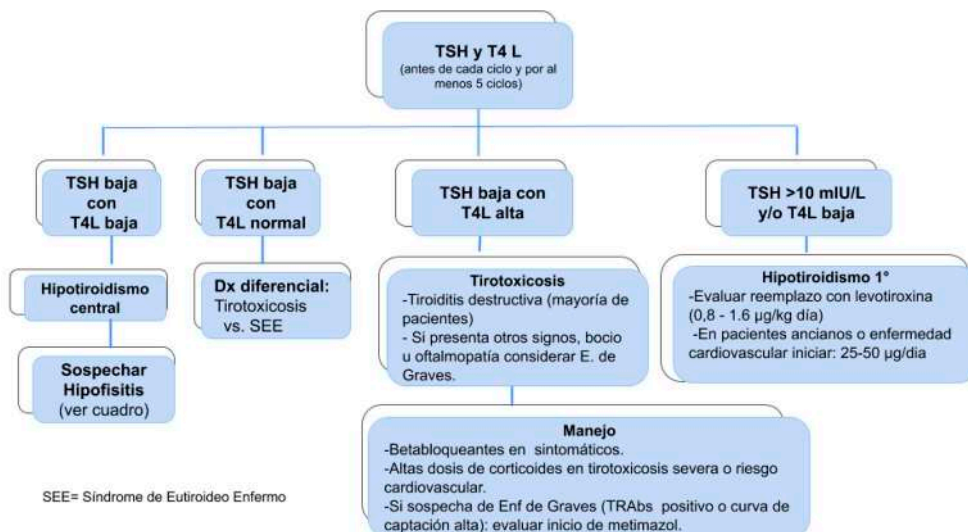 TSH y T4 L
(antes de cada ciclo y por al
menos 5 ciclos)
TSH baja
con
T4L baja
TSH baja
con
T4L normal
TSH baja con
T4L alta
TSH >10 mIU/L
y/o T4L baja
Hipotiroidismo
central
Dx diferencial:
Tirotoxicosis
vs. SEE
Tirotoxicosis
-Tiroiditis destructiva (mayoría de
pacientes)
- Si presenta otros signos, bocio
u oftalmopatía considerar E. de
Graves.
Hipotiroidismo 1°
-Evaluar reemplazo con levotiroxina
(0,8 - 1.6 µg/kg día)
-En pacientes ancianos o enfermedad
cardiovascular iniciar: 25-50 µg/dia
Sospechar
Hipofisitis
(ver cuadro)
Manejo
-Betabloqueantes en sintomáticos.
-Altas dosis de corticoides en tirotoxicosis severa o riesgo
cardiovascular.
-Si sospecha de Enf de Graves (TRAbs positivo o curva de
captación alta): evaluar inicio de metimazol.
SEE= Síndrome de Eutiroideo Enfermo